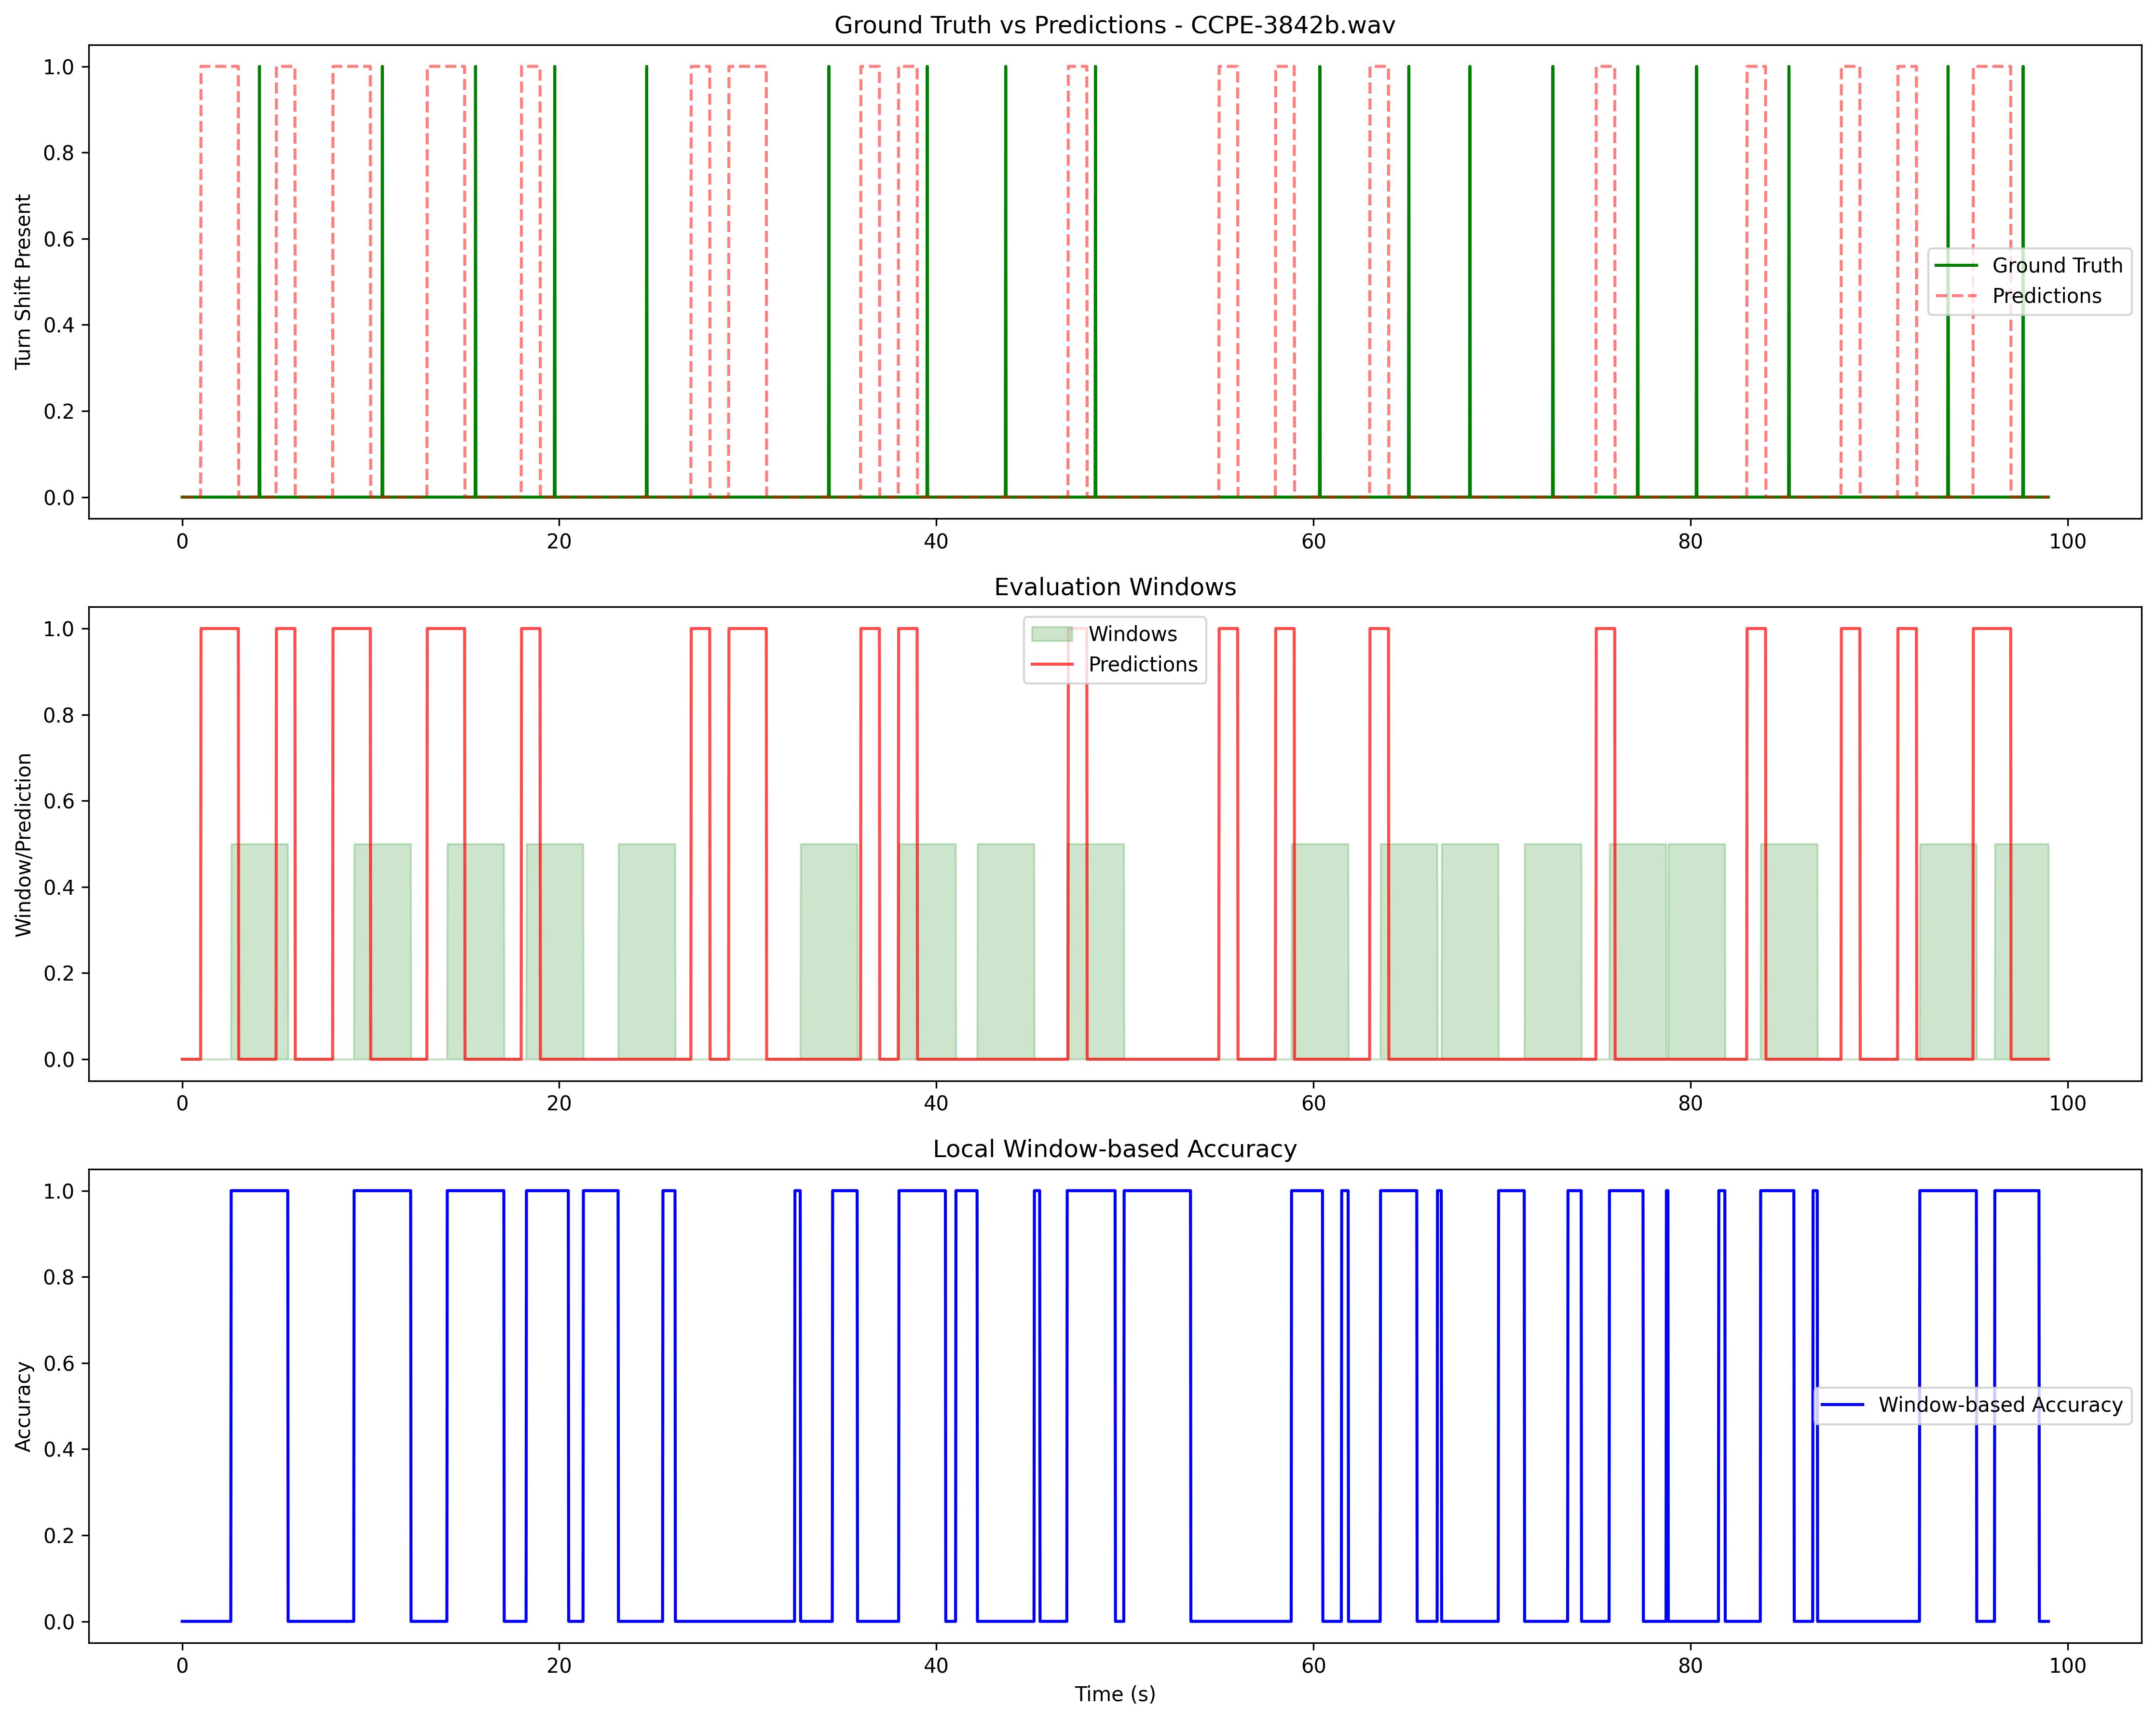 Ground Truth vs Predictions - CCPE-3842b.wav
1.0
0.8
0.6
0.4
0.2
0.0
Turn Shift Present
Ground Truth
Predictions
0 20 40 60 80 100
Evaluation Windows
1.0
0.8
0.6
0.4
0.2
0.0
Window/Prediction
Windows
Predictions
0 20 40 60 80 100
Local Window-based Accuracy
1.0
0.8
0.6
0.4
0.2
0.0
Accuracy
Window-based Accuracy
0 20 40 60 80 100
Time (s)